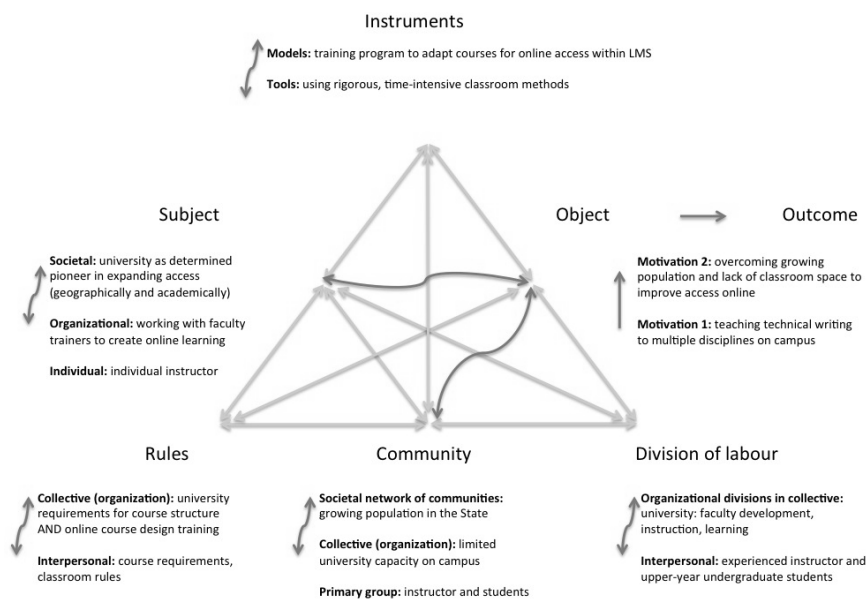 Instruments
Models: training program to adapt courses for online access within LMS
Tools: using rigorous, time-intensive classroom methods
Subject
Societal: university as determined
pioneer in expanding access
(geographically and academically)
Organizational: working with faculty
trainers to create online learning
Individual: individual instructor
Object
Outcome
Motivation 2: overcoming growing
population and lack of classroom space to
improve access online
Motivation 1: teaching technical writing
to multiple disciplines on campus
Rules
Collective (organization): university
requirements for course structure
AND online course design training
Interpersonal: course requirements,
classroom rules
Community
Societal network of communities:
growing population in the State
Collective (organization): limited
university capacity on campus
Primary group: instructor and students
Division of labour
Organizational divisions in collective:
university: faculty development,
instruction, learning
Interpersonal: experienced instructor and
upper-year undergraduate students